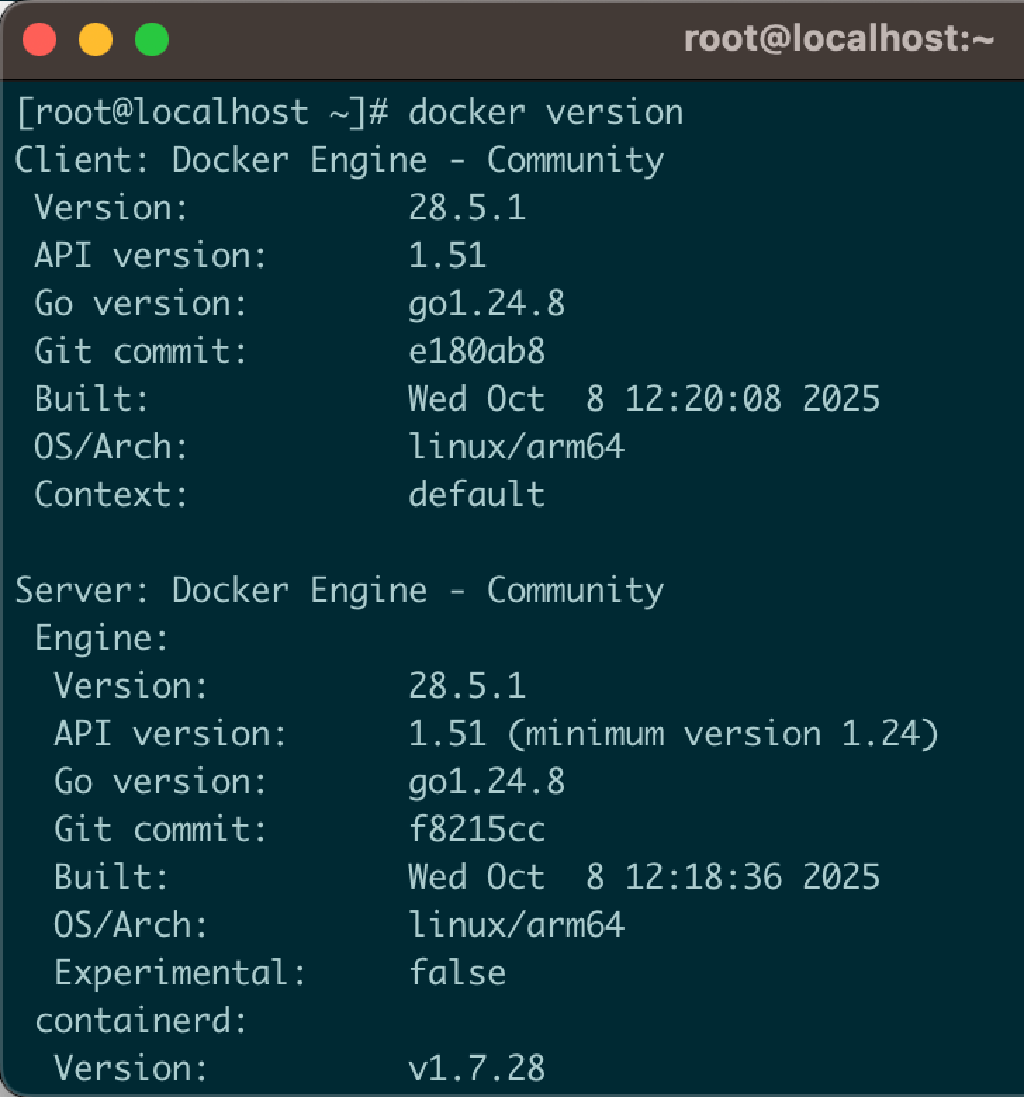 root@localhost:~
[root@localhost ~]# docker version
Client: Docker Engine - Community
 Version:           28.5.1
 API version:       1.51
 Go version:        go1.24.8
 Git commit:        e180ab8
 Built:             Wed Oct  8 12:20:08 2025
 OS/Arch:           linux/arm64
 Context:           default

Server: Docker Engine - Community
 Engine:
  Version:          28.5.1
  API version:      1.51 (minimum version 1.24)
  Go version:       go1.24.8
  Git commit:       f8215cc
  Built:            Wed Oct  8 12:18:36 2025
  OS/Arch:          linux/arm64
  Experimental:     false
 containerd:
  Version:          v1.7.28